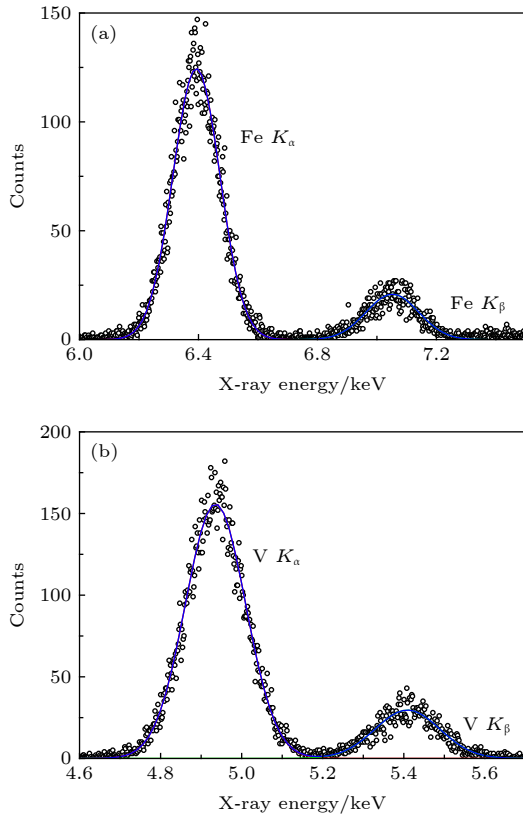 150
(a)
100
50
0
Counts
Fe Kα
Fe Kβ
6.0
6.4
6.8
7.2
X-ray energy/keV
200
(b)
150
100
50
0
Counts
V Kα
V Kβ
4.6
4.8
5.0
5.2
5.4
5.6
X-ray energy/keV